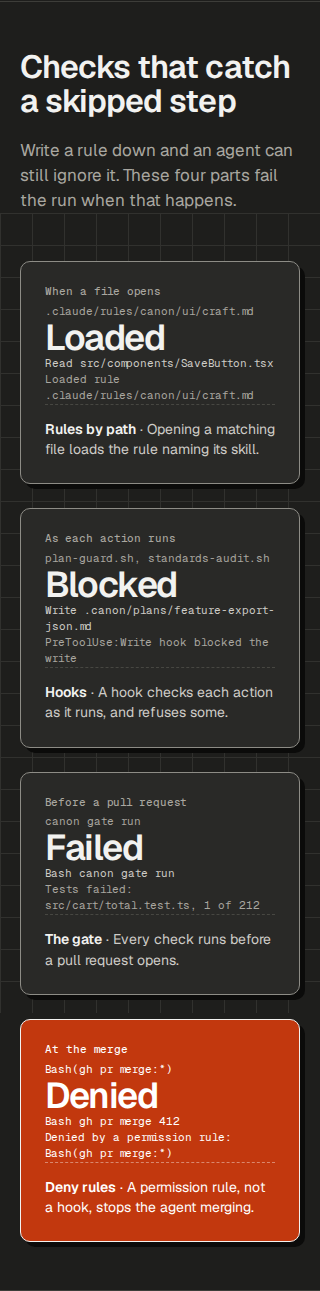 Checks that catch
a skipped step
Write a rule down and an agent can
still ignore it. These four parts fail
the run when that happens.
When a file opens
.claude/rules/canon/ui/craft.md
Loaded
Read src/components/SaveButton.tsx
Loaded rule
.claude/rules/canon/ui/craft.md
Rules by path · Opening a matching
file loads the rule naming its skill.
As each action runs
plan-guard.sh, standards-audit.sh
Blocked
Write .canon/plans/feature-export-
json.md
PreToolUse:Write hook blocked the
write
Hooks · A hook checks each action
as it runs, and refuses some.
Before a pull request
canon gate run
Failed
Bash canon gate run
Tests failed:
src/cart/total.test.ts, 1 of 212
The gate · Every check runs before
a pull request opens.
At the merge
Bash(gh pr merge:*)
Denied
Bash gh pr merge 412
Denied by a permission rule:
Bash(gh pr merge:*)
Deny rules · A permission rule, not
a hook, stops the agent merging.